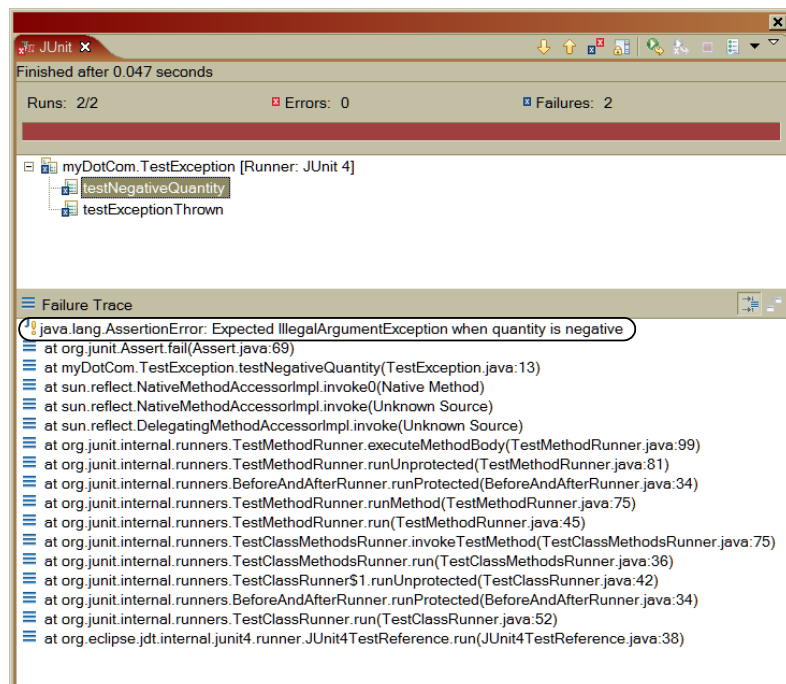 JUnit
Finished after 0.047 seconds
Runs: 2/2 Errors: 0 Failures: 2
myDotCom.TestException [Runner: JUnit 4]
testNegativeQuantity
testExceptionThrown
Failure Trace
java.lang.AssertionError: Expected IllegalArgumentException when quantity is negative
at org.junit.Assert.fail(Assert.java:69)
at myDotCom.TestException.testNegativeQuantity(TestException.java:13)
at sun.reflect.NativeMethodAccessorImpl.invoke0(Native Method)
at sun.reflect.NativeMethodAccessorImpl.invoke(Unknown Source)
at sun.reflect.DelegatingMethodAccessorImpl.invoke(Unknown Source)
at org.junit.internal.runners.TestMethodRunner.executeMethodBody(TestMethodRunner.java:99)
at org.junit.internal.runners.TestMethodRunner.runUnprotected(TestMethodRunner.java:81)
at org.junit.internal.runners.BeforeAndAfterRunner.runProtected(BeforeAndAfterRunner.java:34)
at org.junit.internal.runners.TestMethodRunner.runMethod(TestMethodRunner.java:75)
at org.junit.internal.runners.TestMethodRunner.run(TestMethodRunner.java:45)
at org.junit.internal.runners.TestClassMethodsRunner.invokeTestMethod(TestClassMethodsRunner.java:75)
at org.junit.internal.runners.TestClassMethodsRunner.run(TestClassMethodsRunner.java:36)
at org.junit.internal.runners.TestClassRunner$1.runUnprotected(TestClassRunner.java:42)
at org.junit.internal.runners.BeforeAndAfterRunner.runProtected(BeforeAndAfterRunner.java:34)
at org.junit.internal.runners.TestClassRunner.run(TestClassRunner.java:52)
at org.eclipse.jdt.internal.junit4.runner.JUnit4TestReference.run(JUnit4TestReference.java:38)